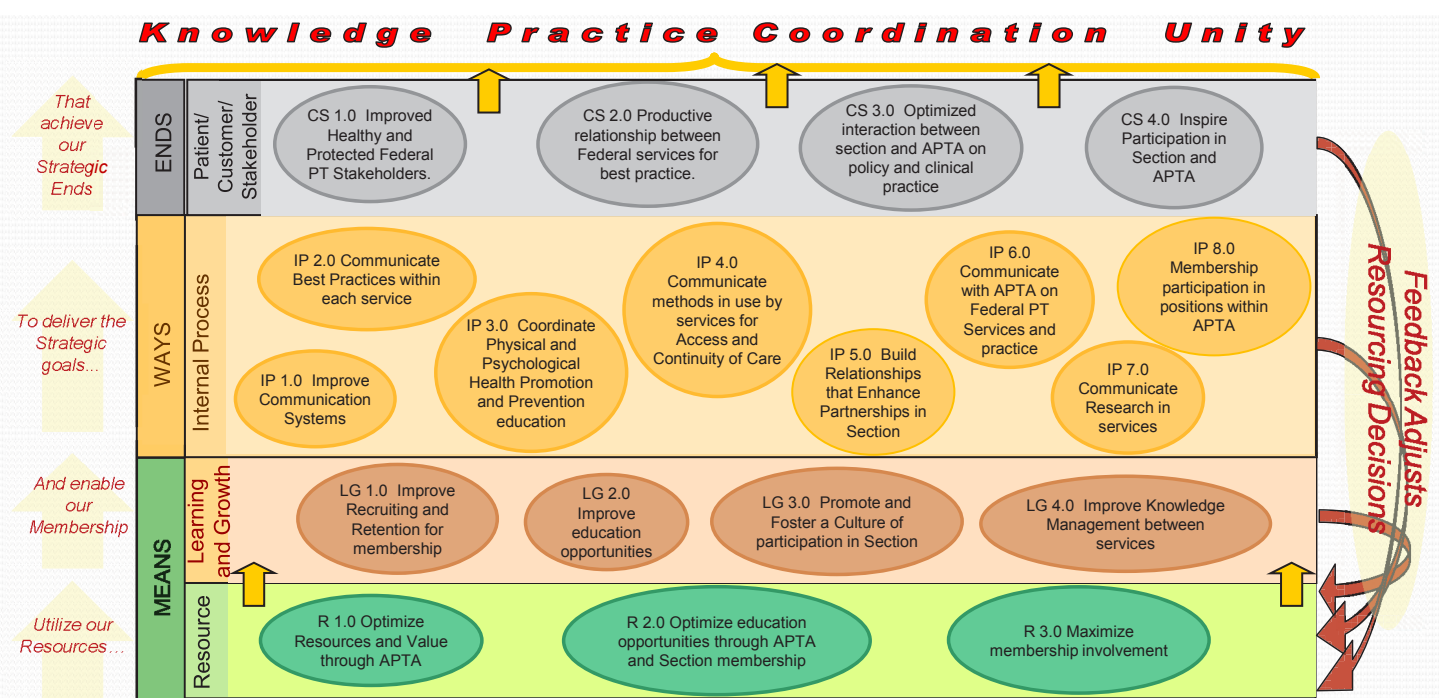 Knowledge Practice Coordination Unity
That
achieve
our
Strategic
Ends
ENDS
Patient/
Customer/
Stakeholder
CS 1.0 Improved
Healthy and
Protected Federal
PT Stakeholders.
CS 2.0 Productive
relationship between
Federal services for
best practice.
CS 3.0 Optimized
interaction between
section and APTA on
policy and clinical
practice
CS 4.0 Inspire
Participation in
Section and
APTA
To deliver the
Strategic
goals...
WAYS
Internal Process
IP 2.0 Communicate
Best Practices within
each service
IP 1.0 Improve
Communication
Systems
IP 3.0 Coordinate
Physical and
Psychological
Health Promotion
and Prevention
education
IP 4.0
Communicate
methods in use by
services for
Access and
Continuity of Care
IP 5.0 Build
Relationships
that Enhance
Partnerships in
Section
IP 6.0
Communicate
with APTA on
Federal PT
Services and
practice
IP 7.0
Communicate
Research in
services
IP 8.0
Membership
participation in
positions within
APTA
And enable
our
Membership
MEANS
Learning
and Growth
LG 1.0 Improve
Recruiting and
Retention for
membership
LG 2.0
Improve
education
opportunities
LG 3.0 Promote and
Foster a Culture of
participation in Section
LG 4.0 Improve Knowledge
Management between
services
Utilize our
Resources...
Resource
R 1.0 Optimize
Resources and Value
through APTA
R 2.0 Optimize education
opportunities through APTA
and Section membership
R 3.0 Maximize
membership involvement
Feedback Adjusts
Resourcing Decisions